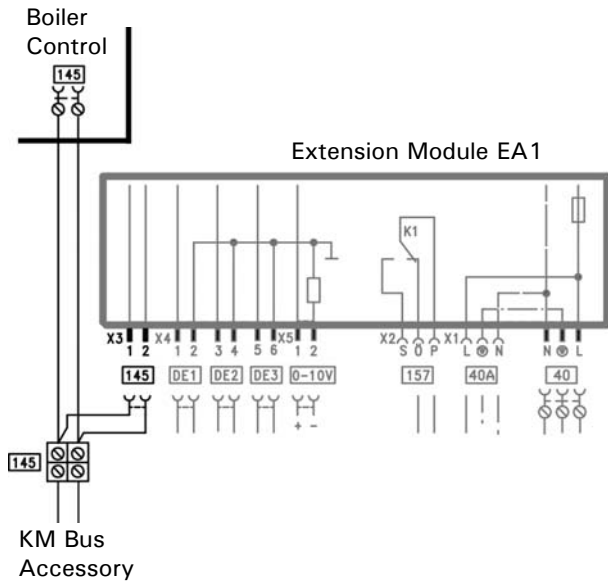 Boiler
Control
145
Extension Module EA1
K1
X3 X4 X5 X2 X1
1 2 1 2 3 4 5 6 1 2 S Ö P L N N L
145 DE1 DE2 DE3 0-10V 157 40A 40
+ -
145
KM Bus
Accessory